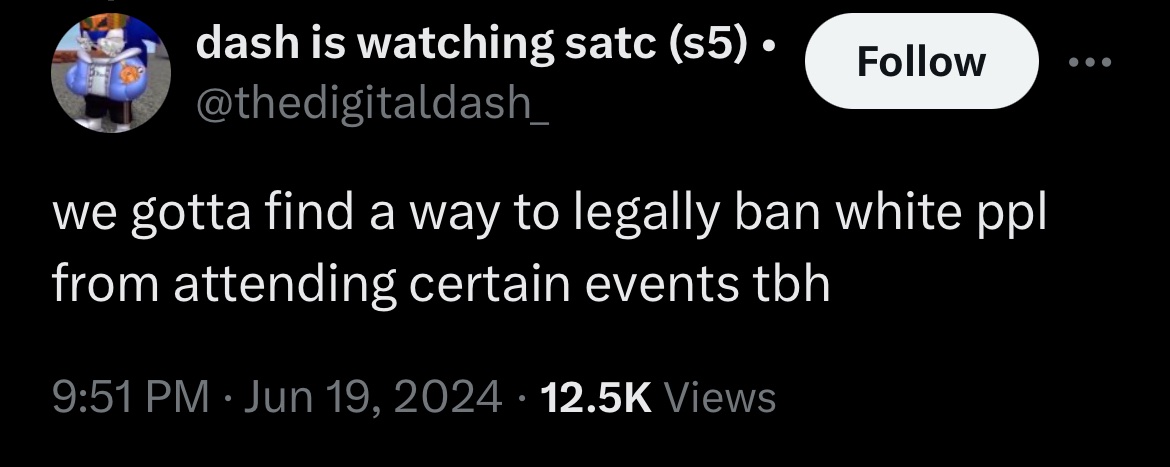 dash is watching satc (s5) •
Follow
@thedigitaldash_
we gotta find a way to legally ban white ppl
from attending certain events tbh
9:51 PM · Jun 19, 2024 · 12.5K Views